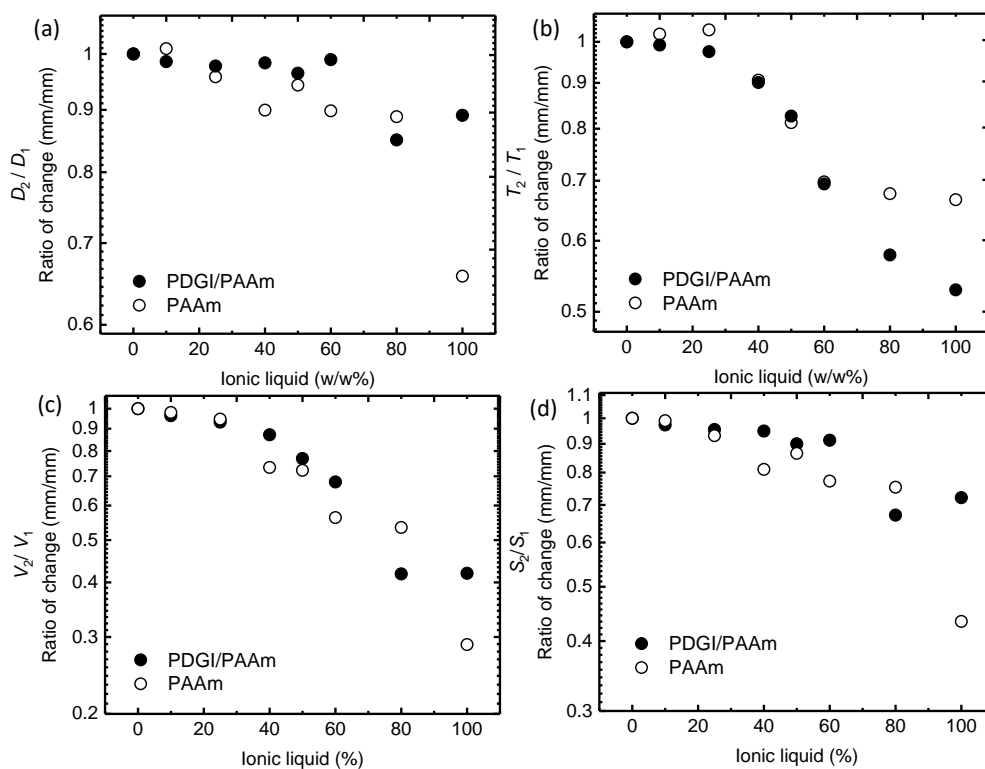 (a)
1
0.9
0.8
0.7
0.6
D2 / D1
Ratio of change (mm/mm)
PDGI/PAAm
PAAm
0 20 40 60 80 100
Ionic liquid (w/w%)
(b)
1
0.9
0.8
0.7
0.6
0.5
T2 / T1
Ratio of change (mm/mm)
PDGI/PAAm
PAAm
0 20 40 60 80 100
Ionic liquid (w/w%)
(c)
1
0.9
0.8
0.7
0.6
0.5
0.4
0.3
0.2
V2/ V1
Ratio of change (mm/mm)
PDGI/PAAm
PAAm
0 20 40 60 80 100
Ionic liquid (%)
(d)
1.1
1
0.9
0.8
0.7
0.6
0.5
0.4
0.3
S2/S1
Ratio of change (mm/mm)
PDGI/PAAm
PAAm
0 20 40 60 80 100
Ionic liquid (%)